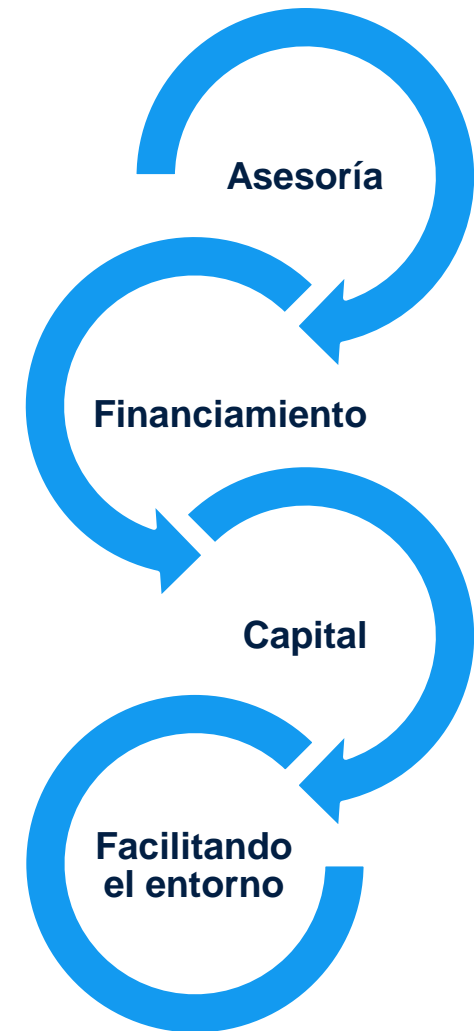 Asesoría
Financiamiento
Capital
Facilitando
el entorno